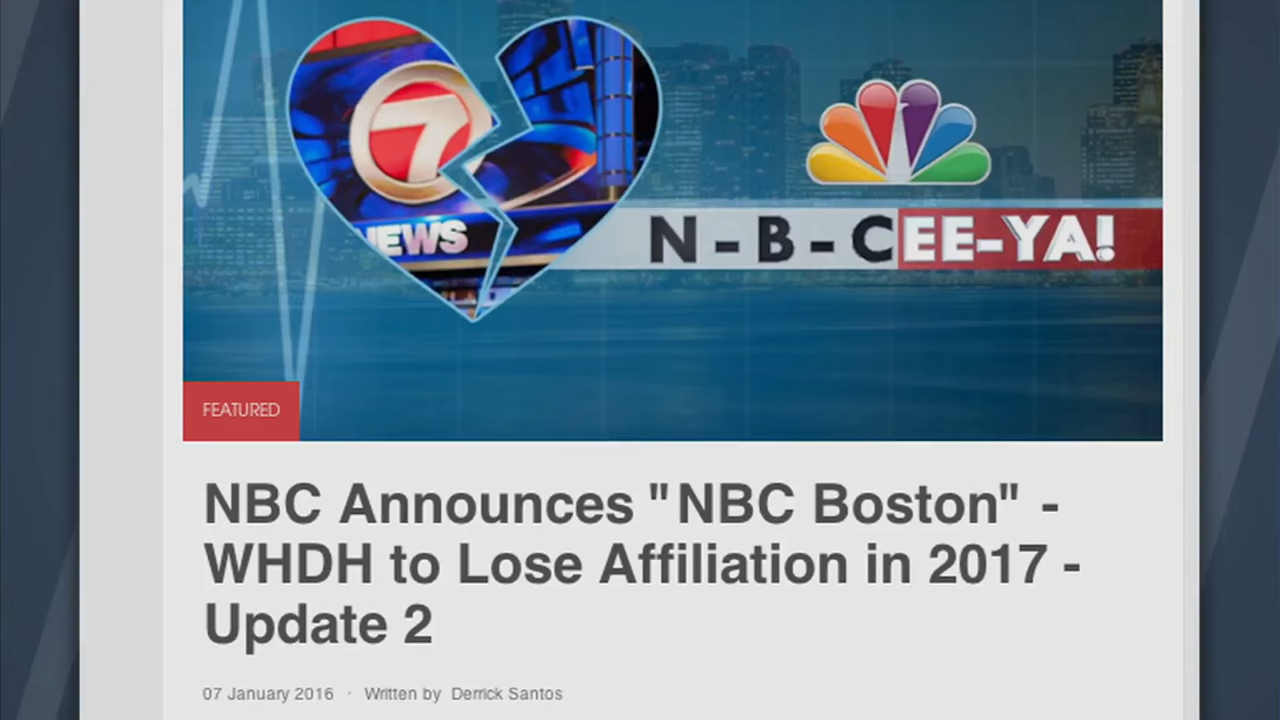 7
NEWS
N-B-CEE-YA!
FEATURED
NBC Announces "NBC Boston" -
WHDH to Lose Affiliation in 2017 -
Update 2
07 January 2016 · Written by Derrick Santos